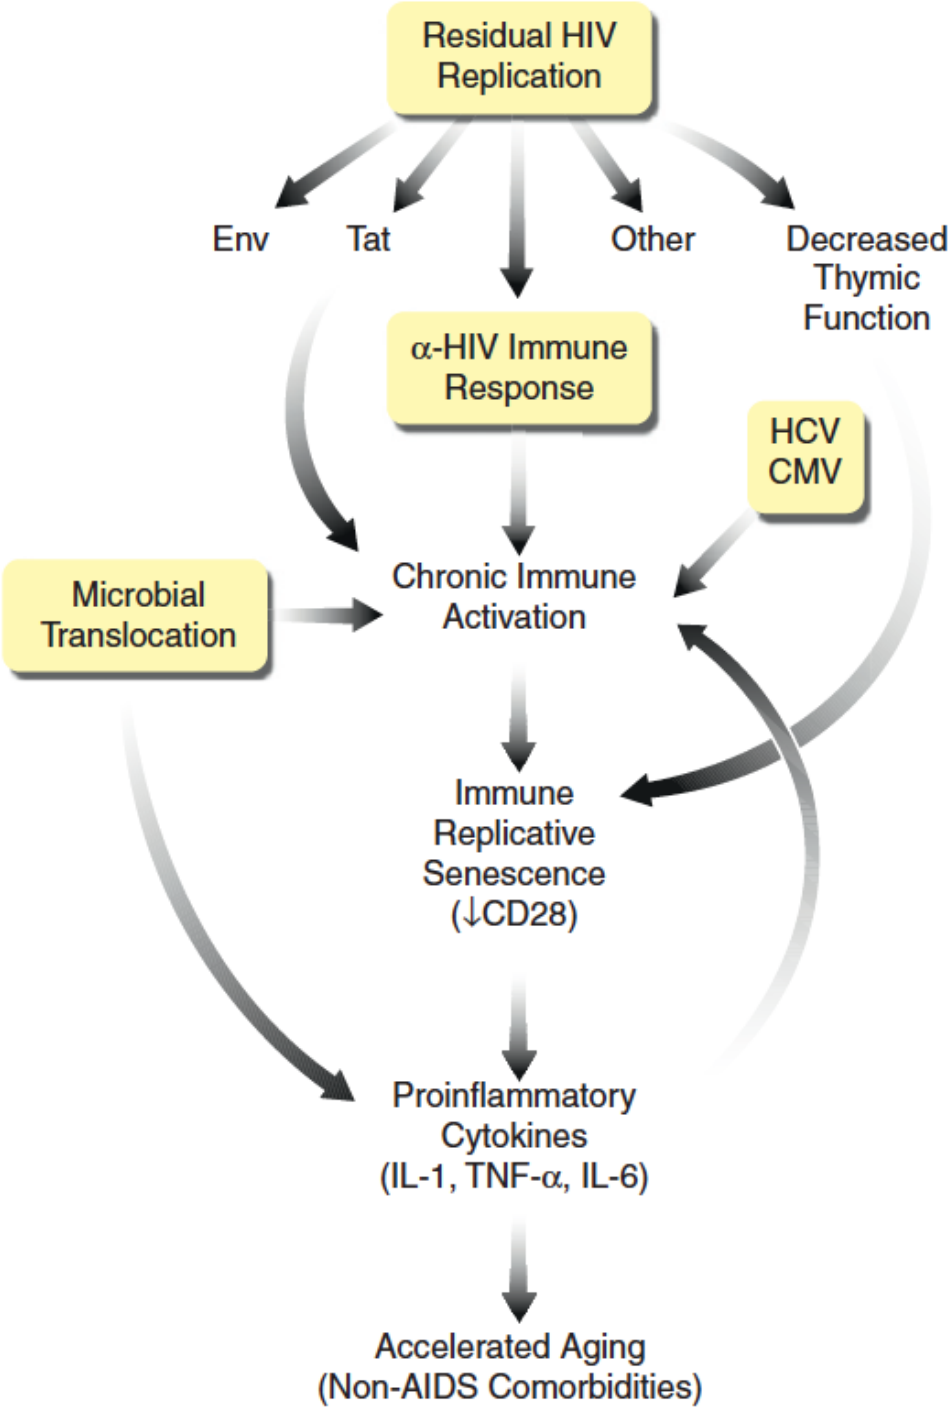 Residual HIV
Replication
Env
Tat
Other
Decreased
Thymic
Function
α-HIV Immune
Response
HCV
CMV
Chronic Immune
Activation
Microbial
Translocation
Immune
Replicative
Senescence
(↓CD28)
Proinflammatory
Cytokines
(IL-1, TNF-α, IL-6)
Accelerated Aging
(Non-AIDS Comorbidities)